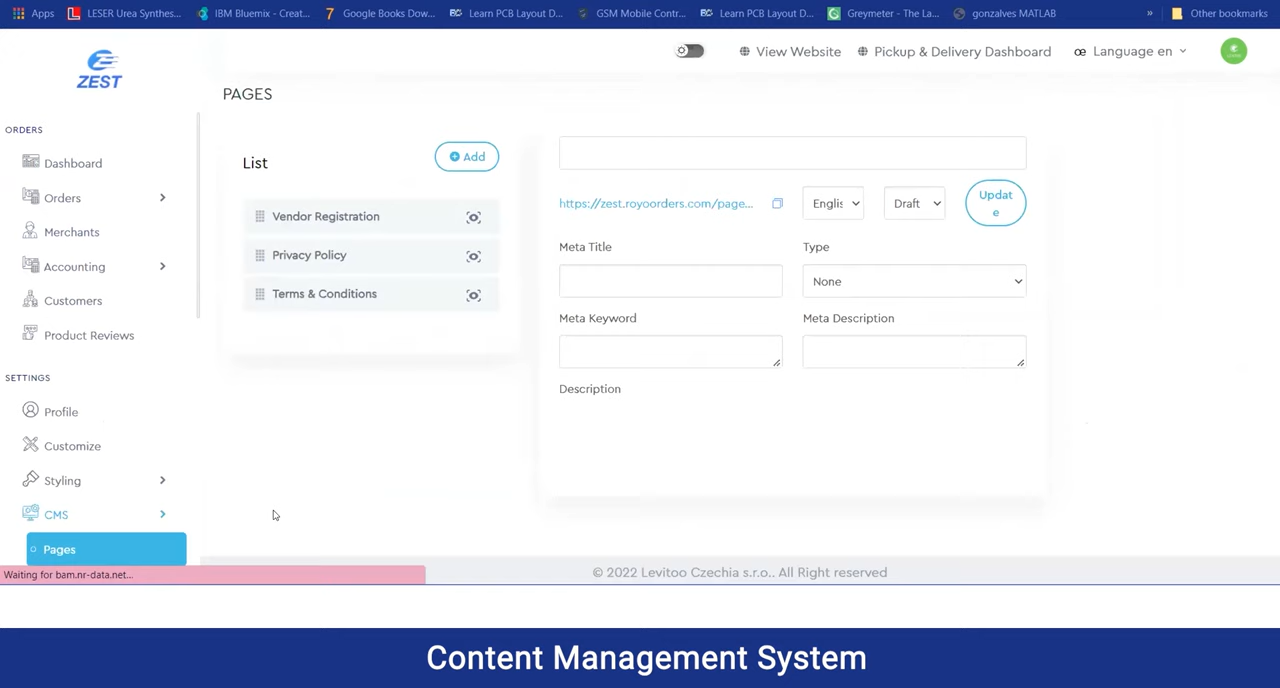 Apps
LESER Urea Synthes...
IBM Bluemix - Creat...
Google Books Dow...
Learn PCB Layout D...
GSM Mobile Contr...
Learn PCB Layout D...
Greymeter - The La...
gonzalves MATLAB
»
Other bookmarks
ZEST
View Website
Pickup & Delivery Dashboard
Language en
PAGES
ORDERS
Dashboard
Orders
Merchants
Accounting
Customers
Product Reviews
SETTINGS
Profile
Customize
Styling
CMS
Pages
List
Add
Vendor Registration
Privacy Policy
Terms & Conditions
https://zest.royoorders.com/page...
Englis
Draft
Updat
e
Meta Title
Type
None
Meta Keyword
Meta Description
Description
Waiting for bam.nr-data.net...
© 2022 Levitoo Czechia s.r.o.. All Right reserved
Content Management System